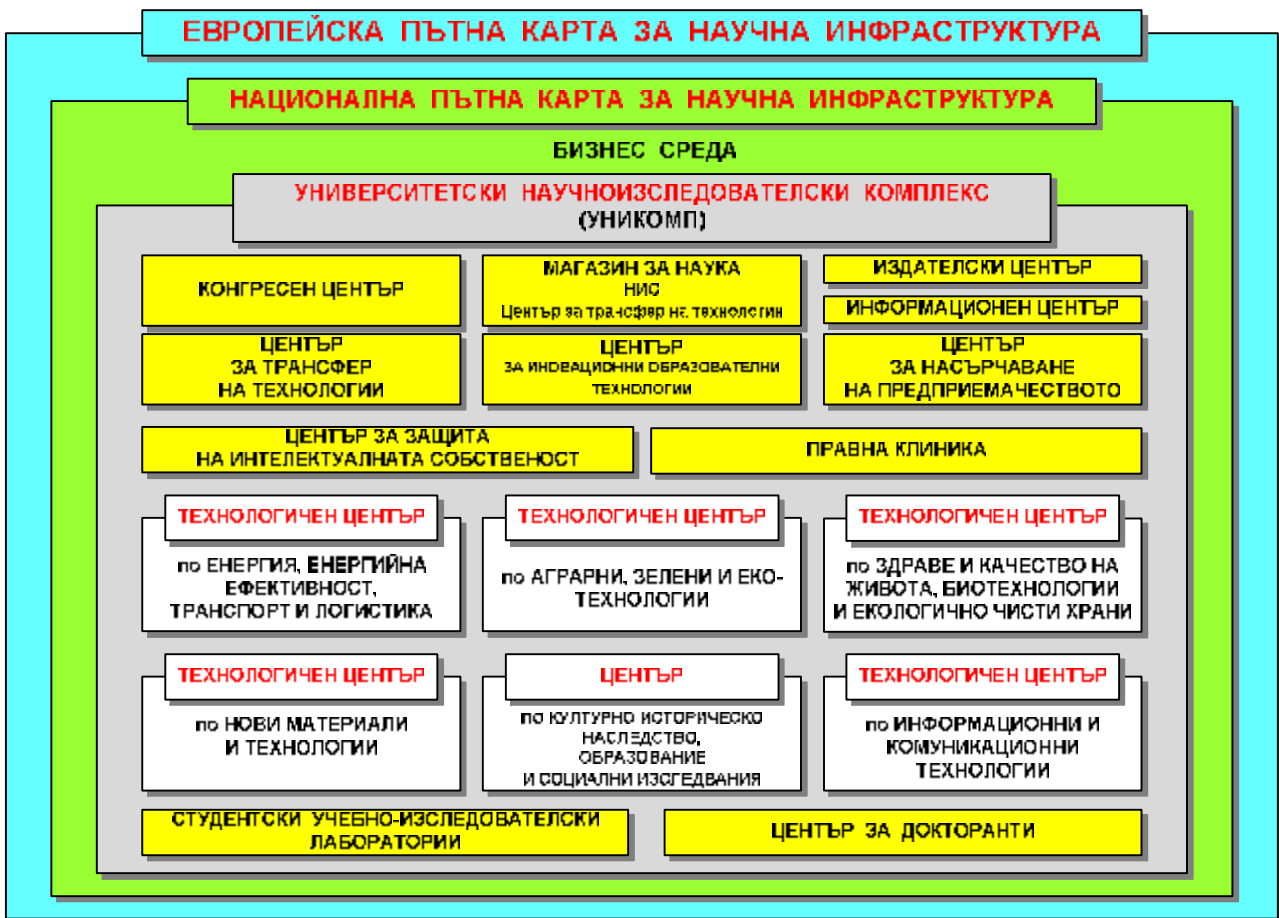 ЕВРОПЕЙСКА ПЪТНА КАРТА ЗА НАУЧНА ИНФРАСТРУКТУРА
НАЦИОНАЛНА ПЪТНА КАРТА ЗА НАУЧНА ИНФРАСТРУКТУРА
БИЗНЕС СРЕДА
УНИВЕРСИТЕТСКИ НАУЧНОИЗСЛЕДОВАТЕЛСКИ КОМПЛЕКС
(УНИКОМП)
КОНГРЕСЕН ЦЕНТЪР
МАГАЗИН ЗА НАУКА
НИС
Център за трансфер на технологии
ИЗДАТЕЛСКИ ЦЕНТЪР
ИНФОРМАЦИОНЕН ЦЕНТЪР
ЦЕНТЪР
ЗА ТРАНСФЕР
НА ТЕХНОЛОГИИ
ЦЕНТЪР
ЗА ИНОВАЦИОННИ ОБРАЗОВАТЕЛНИ
ТЕХНОЛОГИИ
ЦЕНТЪР
ЗА НАСЪРЧАВАНЕ
НА ПРЕДПРИЕМАЧЕСТВОТО
ЦЕНТЪР ЗА ЗАЩИТА
НА ИНТЕЛЕКТУАЛНАТА СОБСТВЕНОСТ
ПРАВНА КЛИНИКА
ТЕХНОЛОГИЧЕН ЦЕНТЪР
по ЕНЕРГИЯ, ЕНЕРГИЙНА
ЕФЕКТИВНОСТ,
ТРАНСПОРТ И ЛОГИСТИКА
ТЕХНОЛОГИЧЕН ЦЕНТЪР
по АГРАРНИ, ЗЕЛЕНИ И ЕКО-
ТЕХНОЛОГИИ
ТЕХНОЛОГИЧЕН ЦЕНТЪР
по ЗДРАВЕ И КАЧЕСТВО НА
ЖИВОТА, БИОТЕХНОЛОГИИ
И ЕКОЛОГИЧНО ЧИСТИ ХРАНИ
ТЕХНОЛОГИЧЕН ЦЕНТЪР
по НОВИ МАТЕРИАЛИ
И ТЕХНОЛОГИИ
ЦЕНТЪР
по КУЛТУРНО ИСТОРИЧЕСКО
НАСЛЕДСТВО,
ОБРАЗОВАНИЕ
И СОЦИАЛНИ ИЗСЛЕДВАНИЯ
ТЕХНОЛОГИЧЕН ЦЕНТЪР
по ИНФОРМАЦИОННИ И
КОМУНИКАЦИОННИ
ТЕХНОЛОГИИ
СТУДЕНТСКИ УЧЕБНО-ИЗСЛЕДОВАТЕЛСКИ
ЛАБОРАТОРИИ
ЦЕНТЪР ЗА ДОКТОРАНТИ